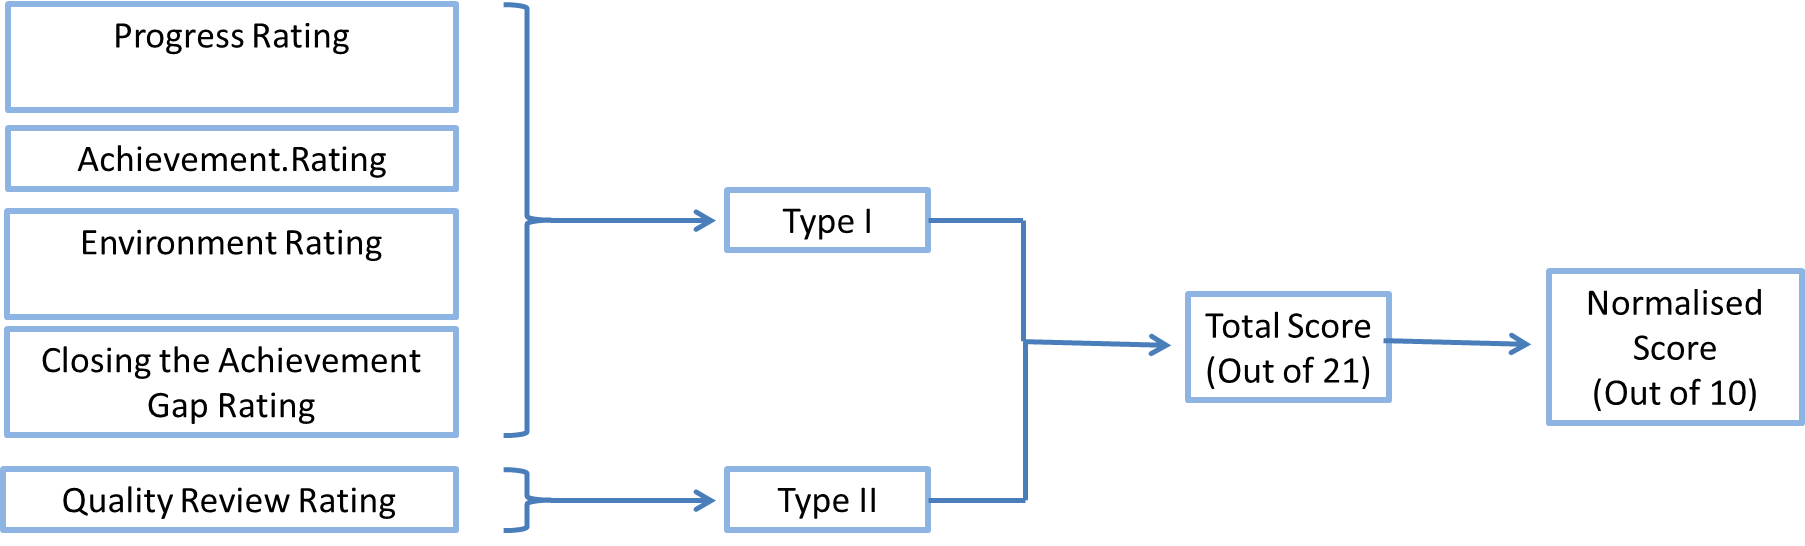 Progress Rating
Achievement.Rating
Environment Rating
Closing the Achievement
Gap Rating
Quality Review Rating
Type I
Type II
Total Score
(Out of 21)
Normalised
Score
(Out of 10)